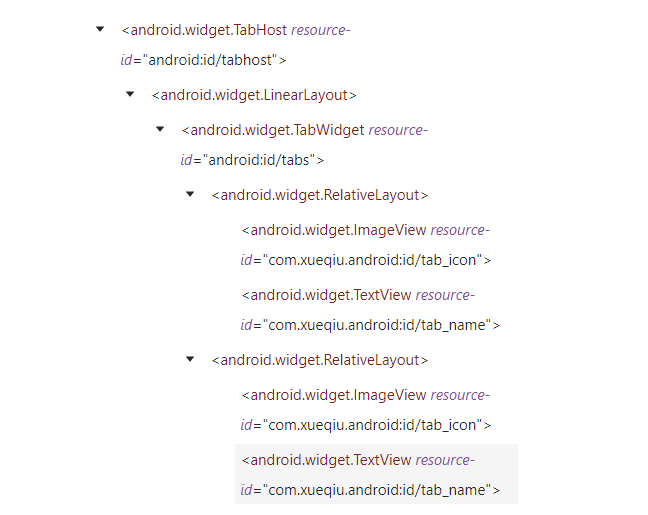 <android.widget.TabHost resource-
id="android:id/tabhost">
<android.widget.LinearLayout>
<android.widget.TabWidget resource-
id="android:id/tabs">
<android.widget.RelativeLayout>
<android.widget.ImageView resource-
id="com.xueqiu.android:id/tab_icon">
<android.widget.TextView resource-
id="com.xueqiu.android:id/tab_name">
<android.widget.RelativeLayout>
<android.widget.ImageView resource-
id="com.xueqiu.android:id/tab_icon">
<android.widget.TextView resource-
id="com.xueqiu.android:id/tab_name">